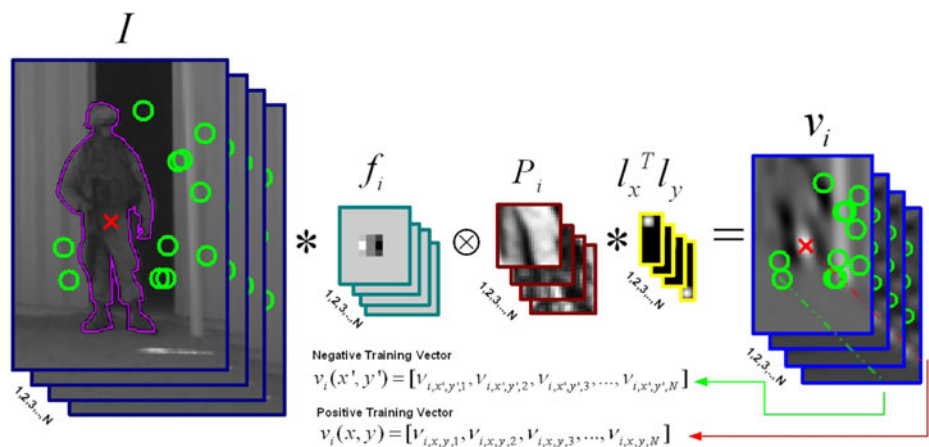 I
* f_i ⊗ P_i * l_x^T l_y = v_i
1,2,3,..., N
1,2,3,..., N
1,2,3,..., N
1,2,3,..., N
1,2,3,..., N
Negative Training Vector
v_i(x', y') = [v_{i,x',y',1}, v_{i,x',y',2}, v_{i,x',y',3}, ..., v_{i,x',y',N}]
Positive Training Vector
v_i(x, y) = [v_{i,x,y,1}, v_{i,x,y,2}, v_{i,x,y,3}, ..., v_{i,x,y,N}]